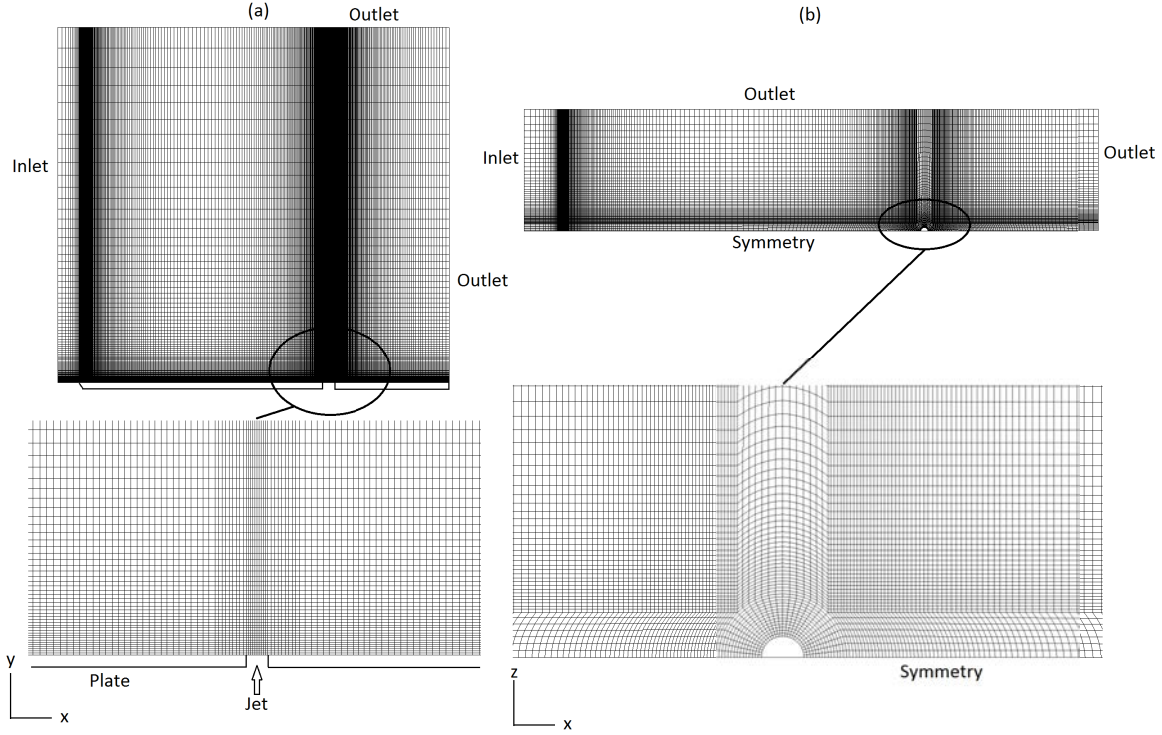 (a)
Outlet
Inlet
Outlet
Plate
Jet
y
x
(b)
Outlet
Inlet
Outlet
Symmetry
Symmetry
z
x